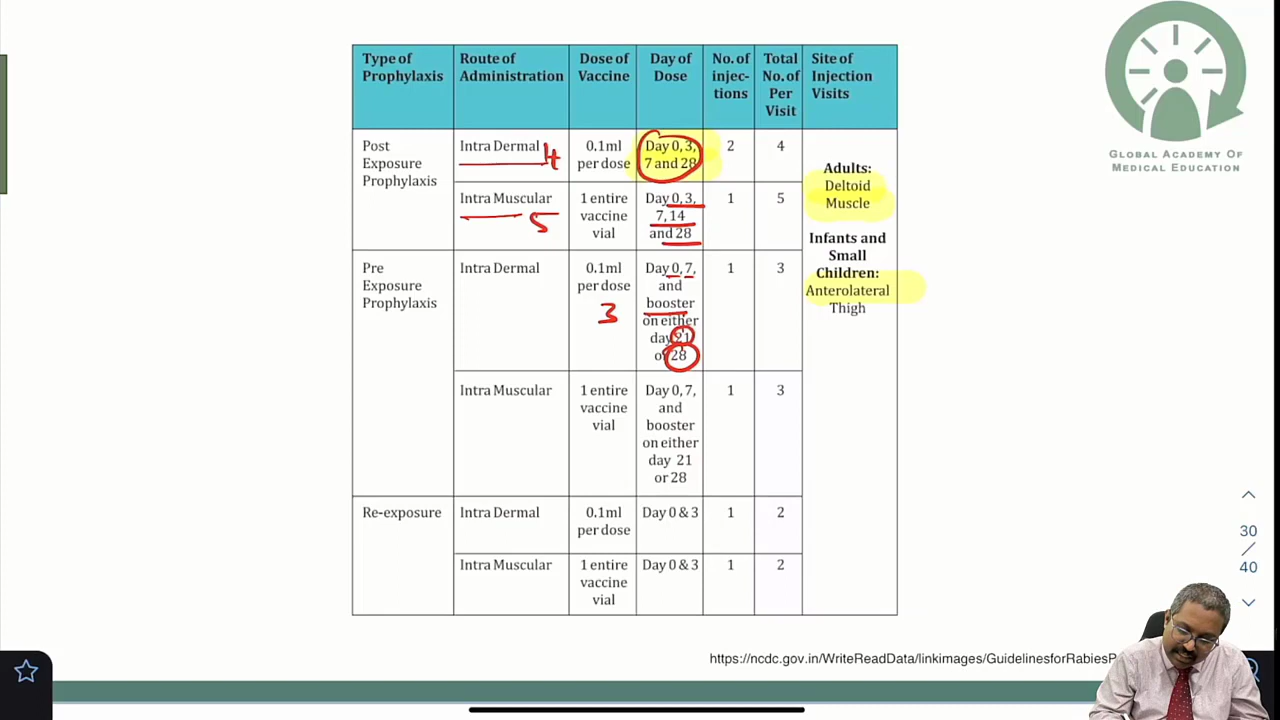 Type of Prophylaxis
Route of Administration
Dose of Vaccine
Day of Dose
No. of injec-tions
Total No. of Per Visit
Site of Injection Visits
Post Exposure Prophylaxis
Intra Dermal
4
0.1ml per dose
Day 0, 3, 7 and 28
2
4
Intra Muscular
5
1 entire vaccine vial
Day 0, 3, 7, 14 and 28
1
5
Adults:
Deltoid
Muscle
Infants and
Small
Children:
Anterolateral
Thigh
Pre Exposure Prophylaxis
Intra Dermal
0.1ml per dose
3
Day 0, 7, and booster on either day 21 or 28
1
3
Intra Muscular
1 entire vaccine vial
Day 0, 7, and booster on either day 21 or 28
1
3
Re-exposure
Intra Dermal
0.1ml per dose
Day 0 & 3
1
2
Intra Muscular
1 entire vaccine vial
Day 0 & 3
1
2
GLOBAL ACADEMY OF
MEDICAL EDUCATION
30
/
40
https://ncdc.gov.in/WriteReadData/linkimages/GuidelinesforRabiesP